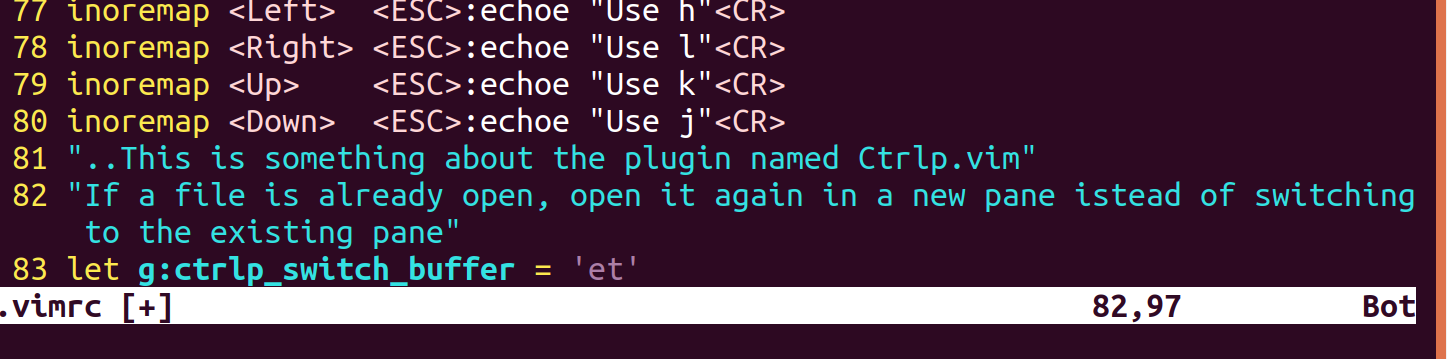 77 inoremap <Left>  <ESC>:echoe "Use h"<CR>
78 inoremap <Right> <ESC>:echoe "Use l"<CR>
79 inoremap <Up>    <ESC>:echoe "Use k"<CR>
80 inoremap <Down>  <ESC>:echoe "Use j"<CR>
81 "..This is something about the plugin named Ctrlp.vim"
82 "If a file is already open, open it again in a new pane istead of switching
to the existing pane"
83 let g:ctrlp_switch_buffer = 'et'
.vimrc [+] 82,97 Bot